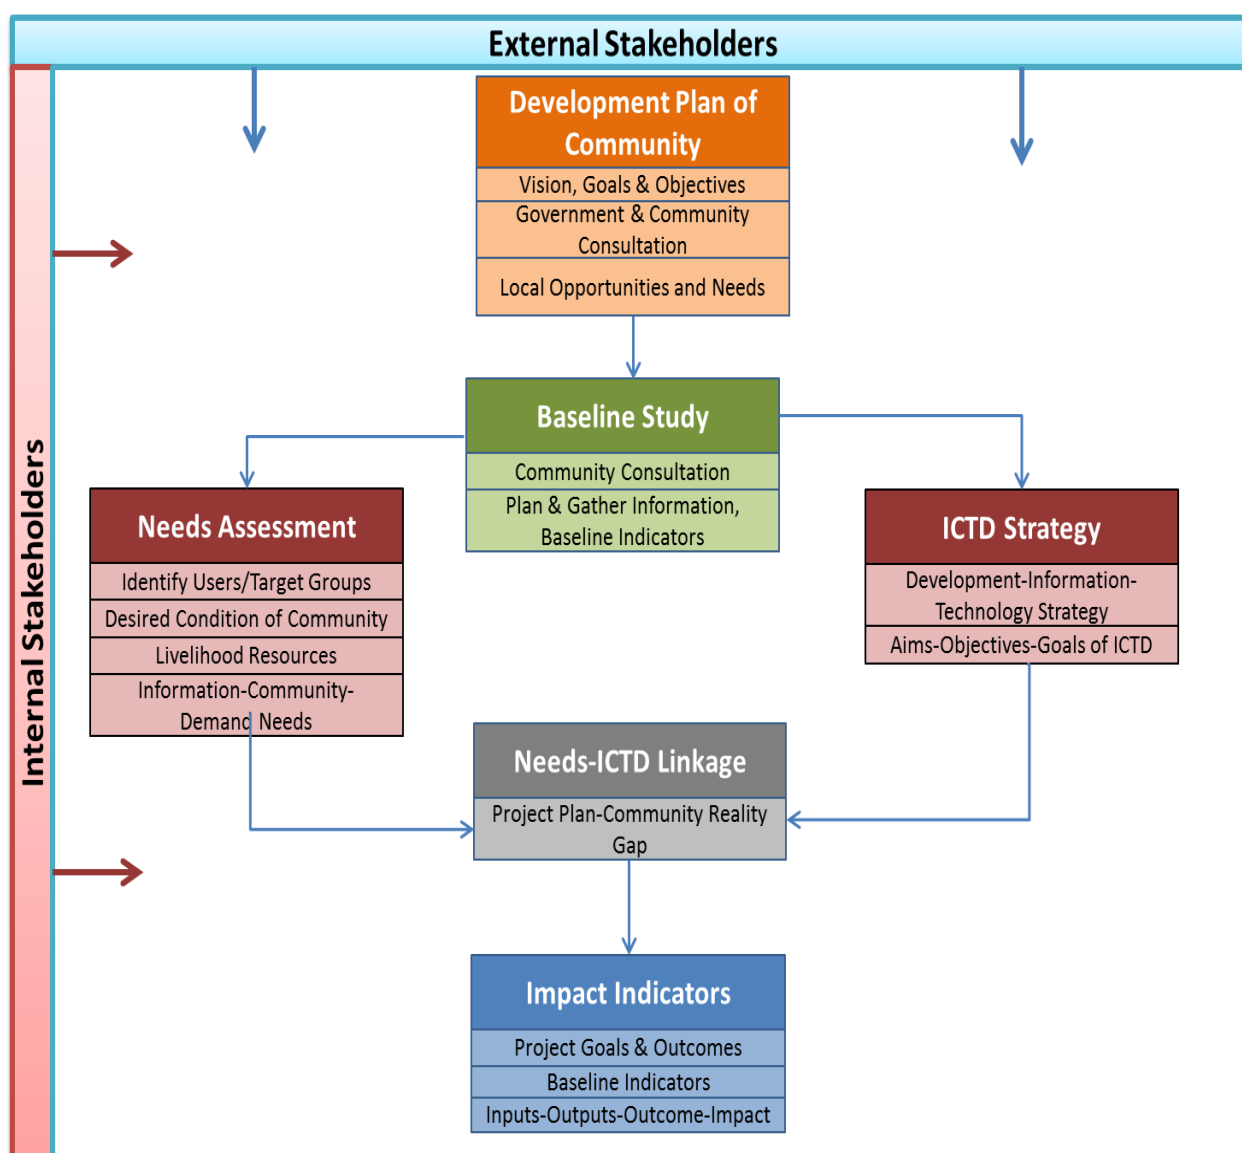 External Stakeholders
Internal Stakeholders
Development Plan of
Community
Vision, Goals & Objectives
Government & Community
Consultation
Local Opportunities and Needs
Baseline Study
Community Consultation
Plan & Gather Information,
Baseline Indicators
Needs Assessment
Identify Users/Target Groups
Desired Condition of Community
Livelihood Resources
Information-Community-
Demand Needs
ICTD Strategy
Development-Information-
Technology Strategy
Aims-Objectives-Goals of ICTD
Needs-ICTD Linkage
Project Plan-Community Reality
Gap
Impact Indicators
Project Goals & Outcomes
Baseline Indicators
Inputs-Outputs-Outcome-Impact